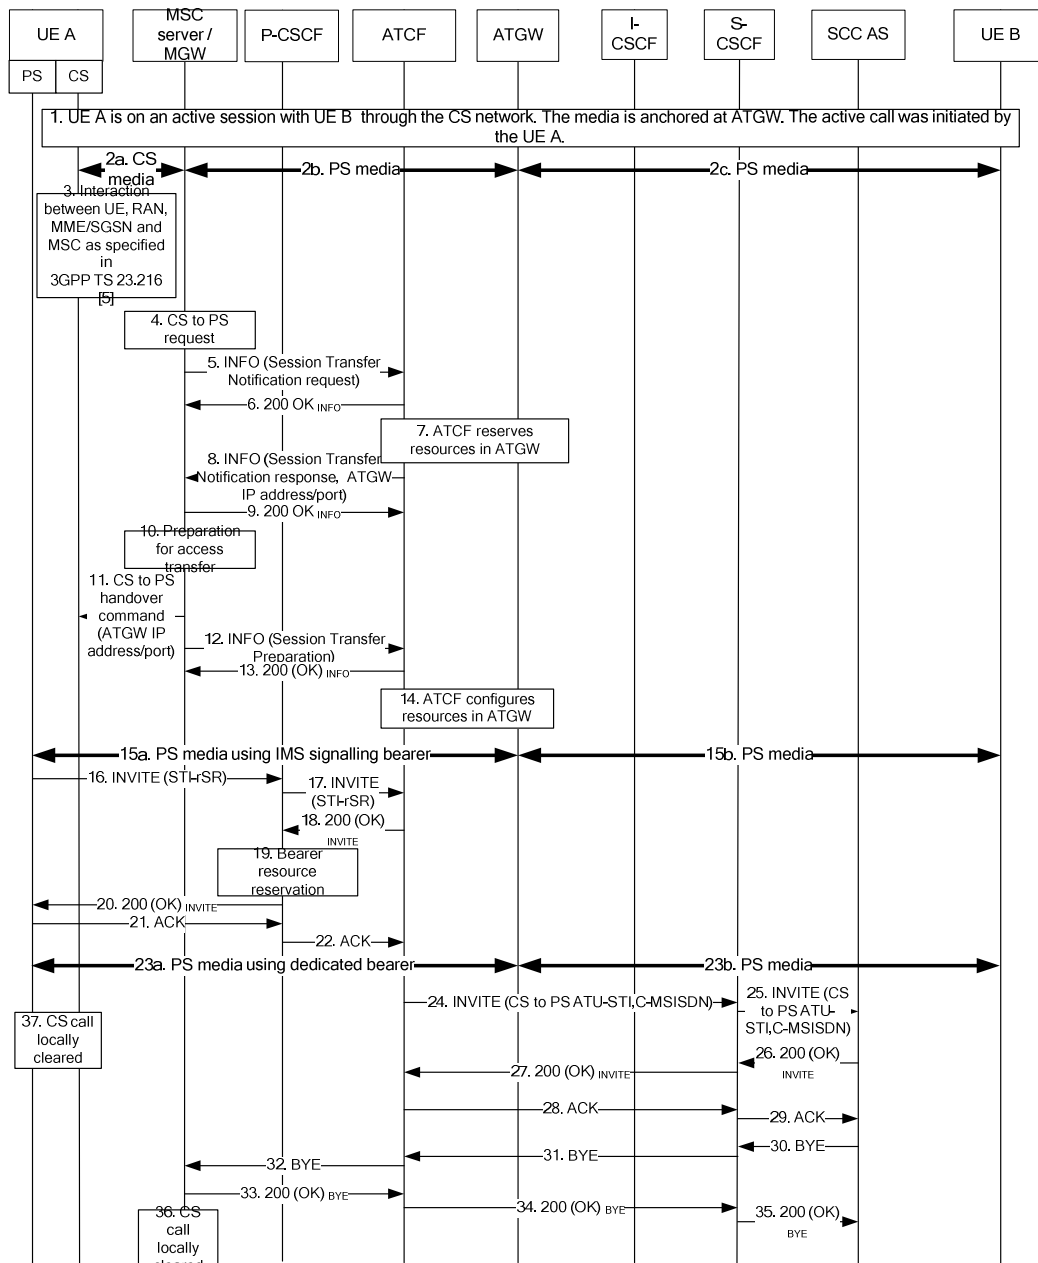 UE A
MSC
server /
MGW
P-CSCF
ATCF
ATGW
I-
CSCF
S-
CSCF
SCC AS
UE B
PS
CS
1. UE A is on an active session with UE B through the CS network. The media is anchored at ATGW. The active call was initiated by
the UE A.
2a. CS
media
2b. PS media
2c. PS media
3. Interaction
between UE, RAN,
MME/SGSN and
MSC as specified
in
3GPP TS 23.216
[5]
4. CS to PS
request
5. INFO (Session Transfer
Notification request)
6. 200 OK INFO
7. ATCF reserves
resources in ATGW
8. INFO (Session Transfer
Notification response, ATGW
IP address/port)
9. 200 OK INFO
10. Preparation
for access
transfer
11. CS to PS
handover
command
(ATGW IP
address/port)
12. INFO (Session Transfer
Preparation)
13. 200 (OK) INFO
14. ATCF configures
resources in ATGW
15a. PS media using IMS signalling bearer
15b. PS media
16. INVITE (STI-rSR)
17. INVITE
(STI-rSR)
18. 200 (OK)
INVITE
19. Bearer
resource
reservation
20. 200 (OK) INVITE
21. ACK
22. ACK
23a. PS media using dedicated bearer
23b. PS media
24. INVITE (CS to PS ATU-STI,C-MSISDN)
25. INVITE (CS
to PS ATU-
STI,C-MSISDN)
37. CS call
locally
cleared
26. 200 (OK)
INVITE
27. 200 (OK) INVITE
28. ACK
29. ACK
30. BYE
31. BYE
32. BYE
33. 200 (OK) BYE
34. 200 (OK) BYE
35. 200 (OK)
BYE
36. CS
call
locally
cleared